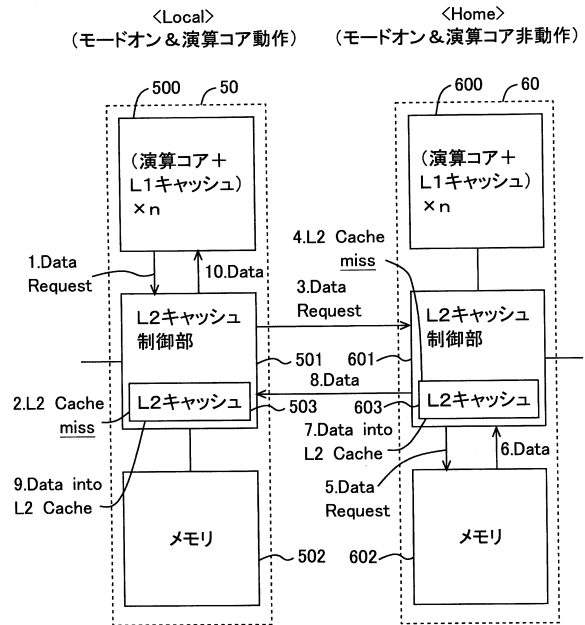 <Local>
(モードオン&演算コア動作)
<Home>
(モードオン&演算コア非動作)
500
50
600
60
(演算コア+
L1キャッシュ)
×n
(演算コア+
L1キャッシュ)
×n
1.Data
Request
10.Data
4.L2 Cache
miss
3.Data
Request
L2キャッシュ
制御部
501
601
L2キャッシュ
制御部
8.Data
2.L2 Cache
miss
L2キャッシュ
503
603
L2キャッシュ
7.Data into
L2 Cache
6.Data
9.Data into
L2 Cache
5.Data
Request
メモリ
502
602
メモリ